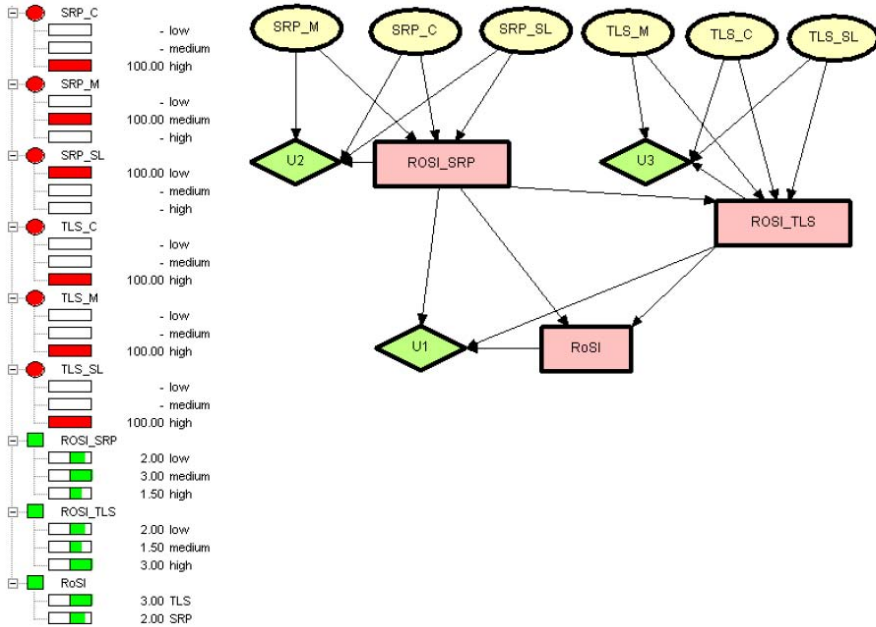 SRP_C
- low
- medium
100.00 high
SRP_M
- low
100.00 medium
- high
SRP_SL
100.00 low
- medium
- high
TLS_C
- low
- medium
100.00 high
TLS_M
- low
- medium
100.00 high
TLS_SL
- low
- medium
100.00 high
ROSI_SRP
2.00 low
3.00 medium
1.50 high
ROSI_TLS
2.00 low
1.50 medium
3.00 high
RoSI
3.00 TLS
2.00 SRP
SRP_M
SRP_C
SRP_SL
TLS_M
TLS_C
TLS_SL
U2
ROSI_SRP
U3
ROSI_TLS
U1
RoSI